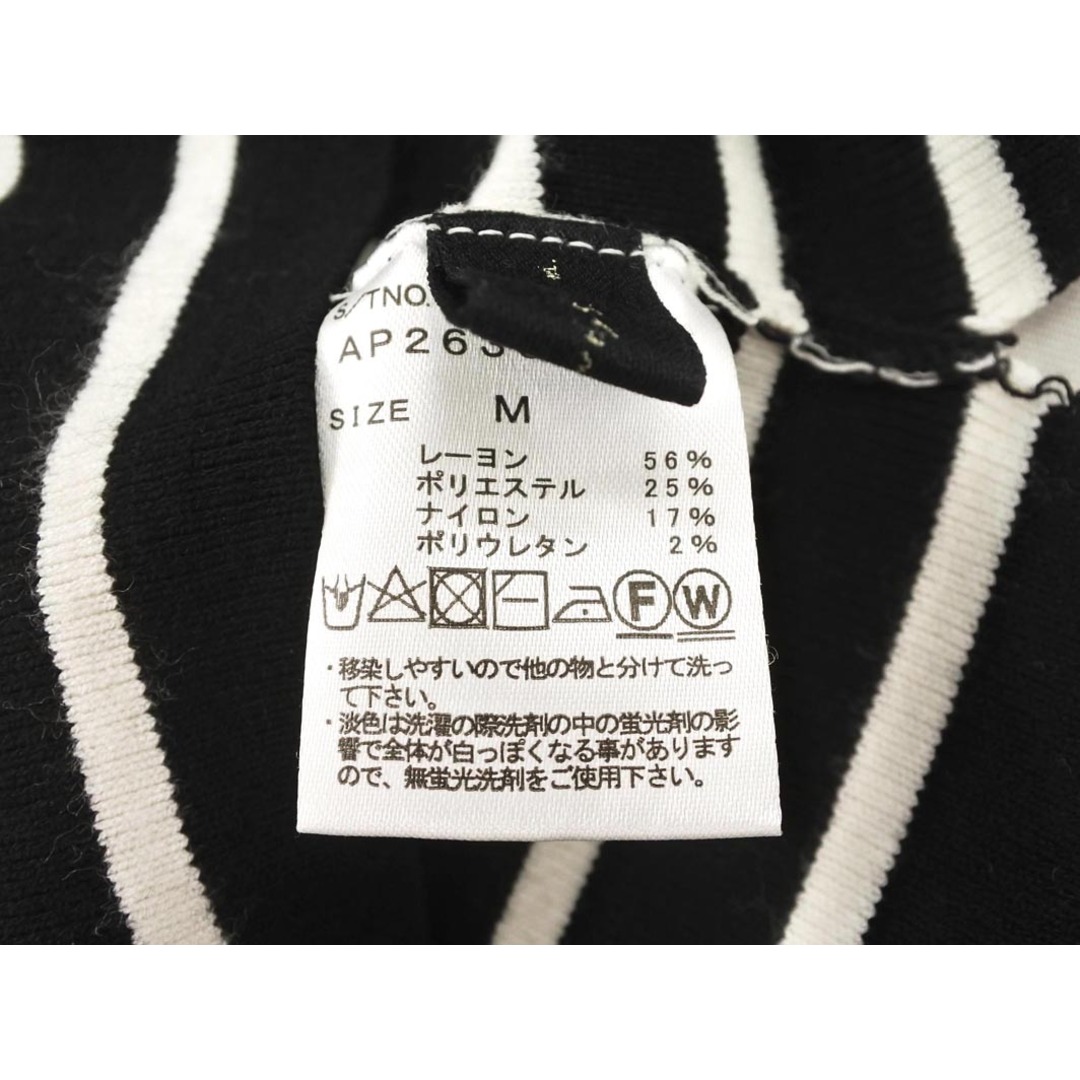 AP263
SIZE M
レーヨン 56%
ポリエステル 25%
ナイロン 17%
ポリウレタン 2%
F W
・移染しやすいので他の物と分けて洗っ
て下さい。
・淡色は洗濯の際洗剤の中の蛍光剤の影
響で全体が白っぽくなる事があります
ので、無蛍光洗剤をご使用下さい。